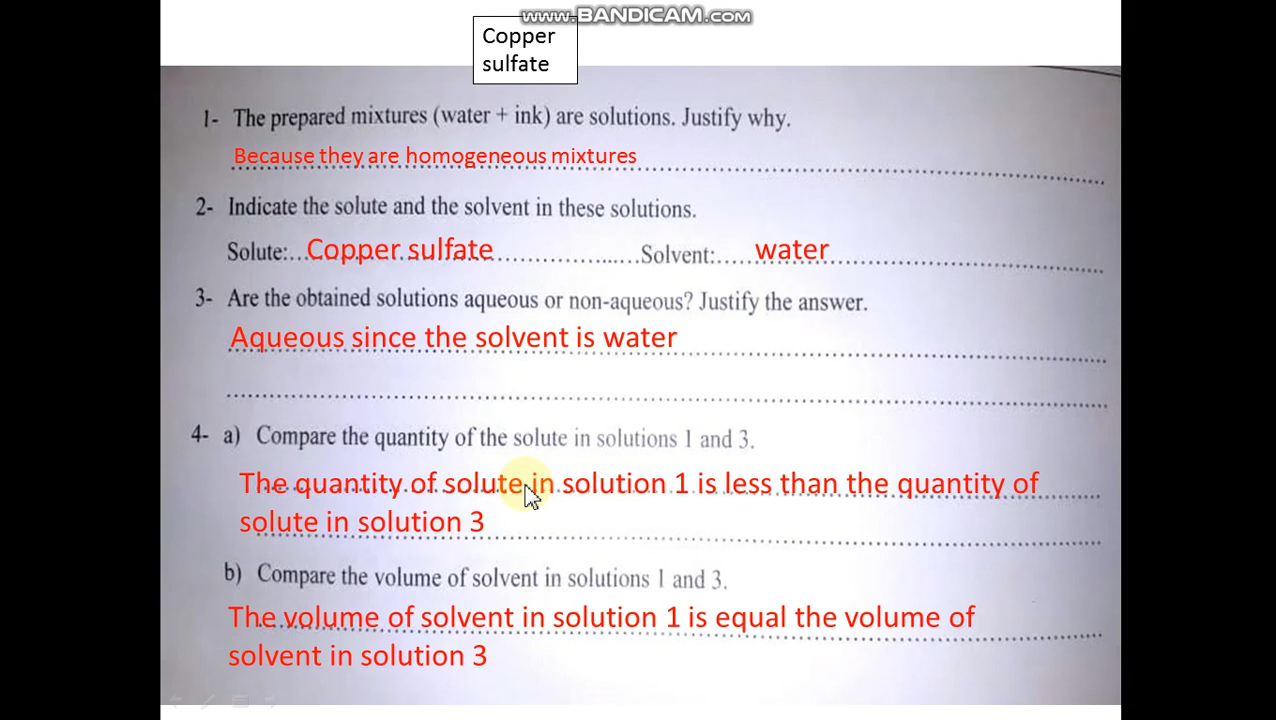 www.BANDICAM.com
Copper
sulfate
1- The prepared mixtures (water + ink) are solutions. Justify why.
Because they are homogeneous mixtures
2- Indicate the solute and the solvent in these solutions.
Solute:...Copper sulfate.......................Solvent:.....water..............................
3- Are the obtained solutions aqueous or non-aqueous? Justify the answer.
Aqueous since the solvent is water
4- a) Compare the quantity of the solute in solutions 1 and 3.
The quantity of solute in solution 1 is less than the quantity of
solute in solution 3
b) Compare the volume of solvent in solutions 1 and 3.
The volume of solvent in solution 1 is equal the volume of
solvent in solution 3